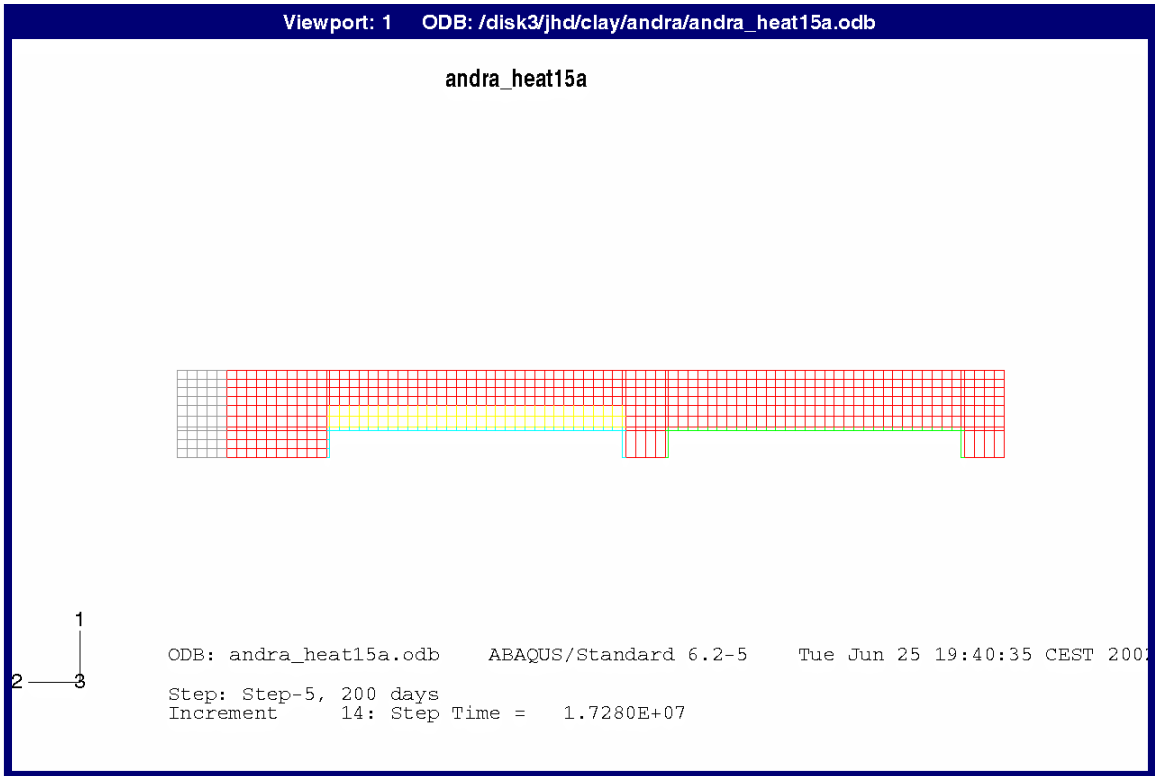 Viewport: 1    ODB: /disk3/jhd/clay/andra/andra_heat15a.odb
andra_heat15a
1
2 3
ODB: andra_heat15a.odb    ABAQUS/Standard 6.2-5    Tue Jun 25 19:40:35 CEST
Step: Step-5, 200 days
Increment     14: Step Time =   1.7280E+07